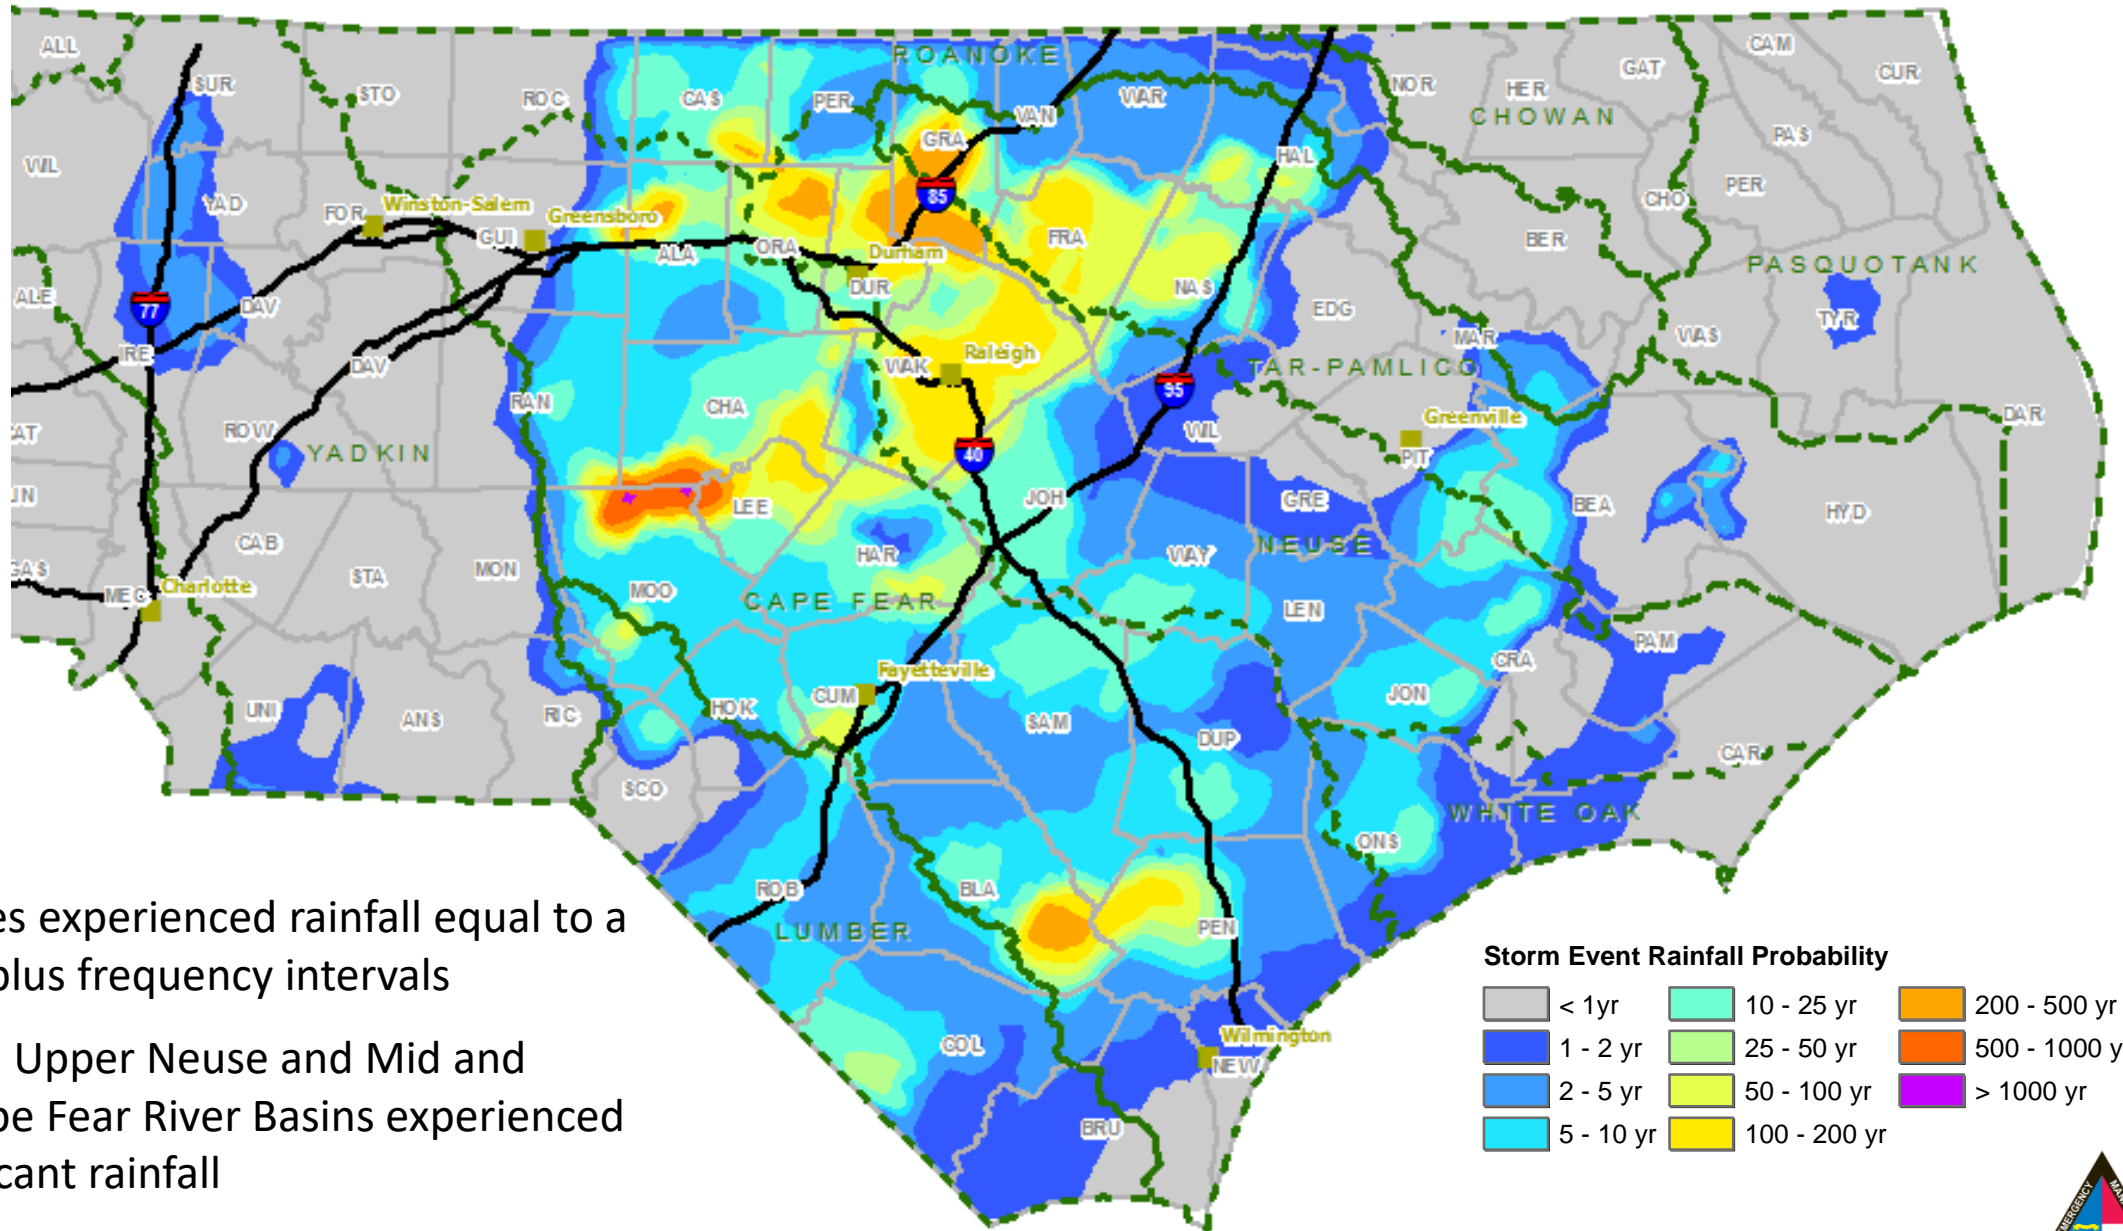 ROANOKE
ALL
SUR
STO
ROC
CAS
PER
VAN
WAR
NOR
HER
GAT
CAM
CUR
CHOWAN
PAS
WIL
YAD
FOR
Winston-Salem
GUI
Greensboro
ALA
ORA
GRA
85
Durham
DUR
FRA
HAL
NAS
BER
CHO
PER
PASQUOTANK
ALE
77
DAV
IRE
DAV
EDG
MAR
WAS
TYR
TAR-PAMLICO
WAK
Raleigh
95
RAN
CHA
ROW
YADKIN
WIL
Greenville
PIT
DAR
40
JOH
LEE
GRE
BEA
HYD
CAB
HAR
WAY
NEUSE
GAS
MEC
Charlotte
STA
MON
MOO
CAPE FEAR
LEN
PAM
CRA
Fayetteville
CUM
JON
UNI
ANS
RIC
HOK
SAM
DUP
CAR
SCO
WHITE OAK
ONS
ROB
BLA
PEN
LUMBER
COL
Wilmington
NEW
BRU
es experienced rainfall equal to a
plus frequency intervals
Upper Neuse and Mid and
pe Fear River Basins experienced
cant rainfall
Storm Event Rainfall Probability
< 1yr
1 - 2 yr
2 - 5 yr
5 - 10 yr
10 - 25 yr
25 - 50 yr
50 - 100 yr
100 - 200 yr
200 - 500 yr
500 - 1000 y
> 1000 yr
EMERGENCY